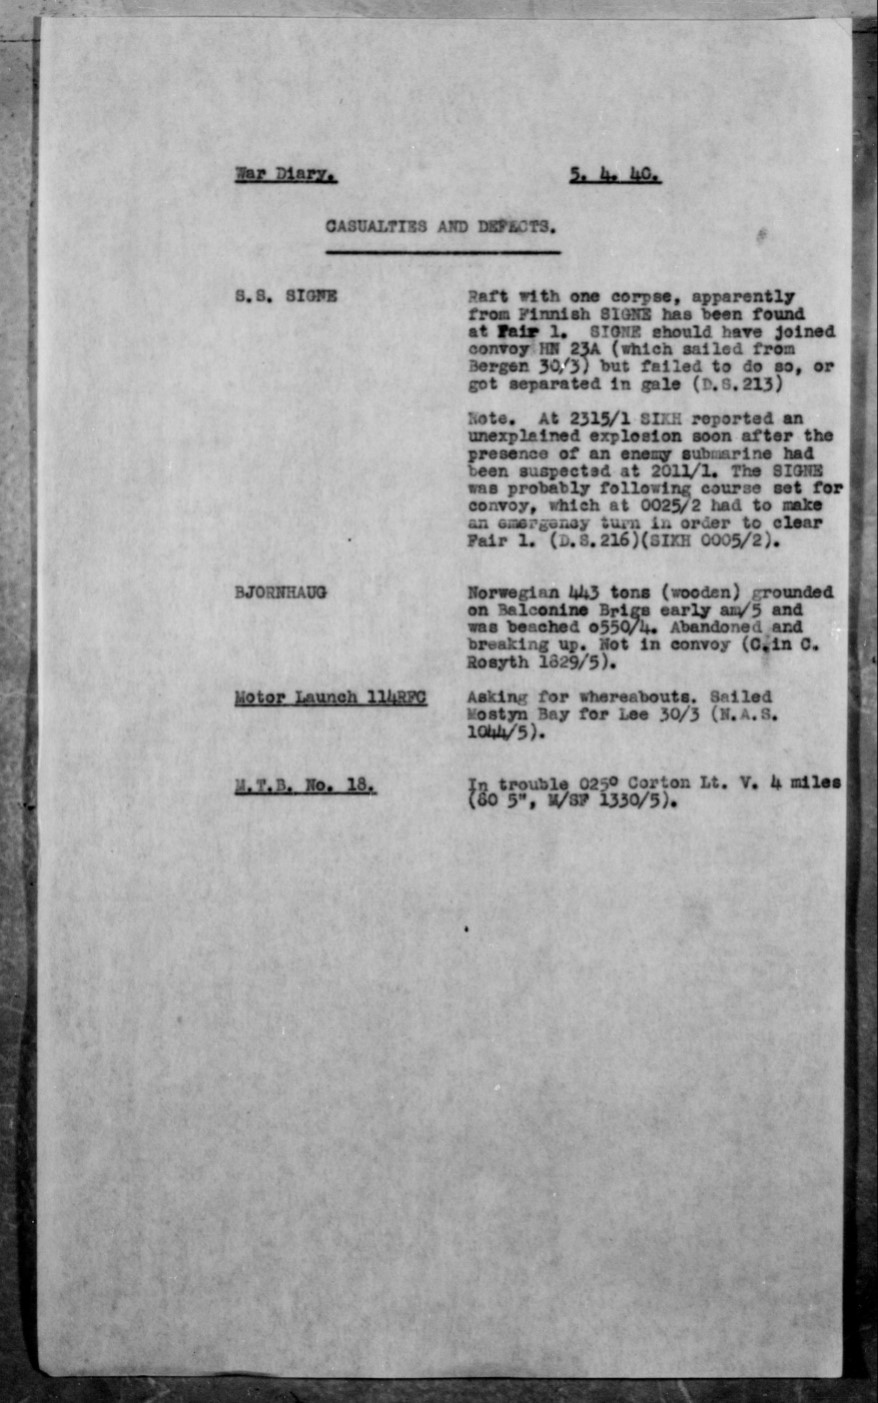 War Diary. 5. 4. 40.
CASUALTIES AND DEFECTS.
S.S. SIGNE Raft with one corpse, apparently
from Finnish SIGNE has been found
at Fair 1. SIGNE should have joined
convoy HN 23A (which sailed from
Bergen 30/3) but failed to do so, or
got separated in gale (D.S.213)
Note. At 2315/1 SIKH reported an
unexplained explosion soon after the
presence of an enemy submarine had
been suspected at 2011/1. The SIGNE
was probably following course set for
convoy, which at 0025/2 had to make
an emergency turn in order to clear
Fair 1. (D.S.216)(SIKH 0005/2).
BJORNHAUG Norwegian 443 tons (wooden) grounded
on Balconine Brigs early am/5 and
was beached o550/4. Abandoned and
breaking up. Not in convoy (C.in C.
Rosyth 1829/5).
Motor Launch 114RFC Asking for whereabouts. Sailed
Mostyn Bay for Lee 30/3 (N.A.S.
1044/5).
M.T.B. No. 18. In trouble 025° Corton Lt. V. 4 miles
(SO 5", M/SF 1330/5).